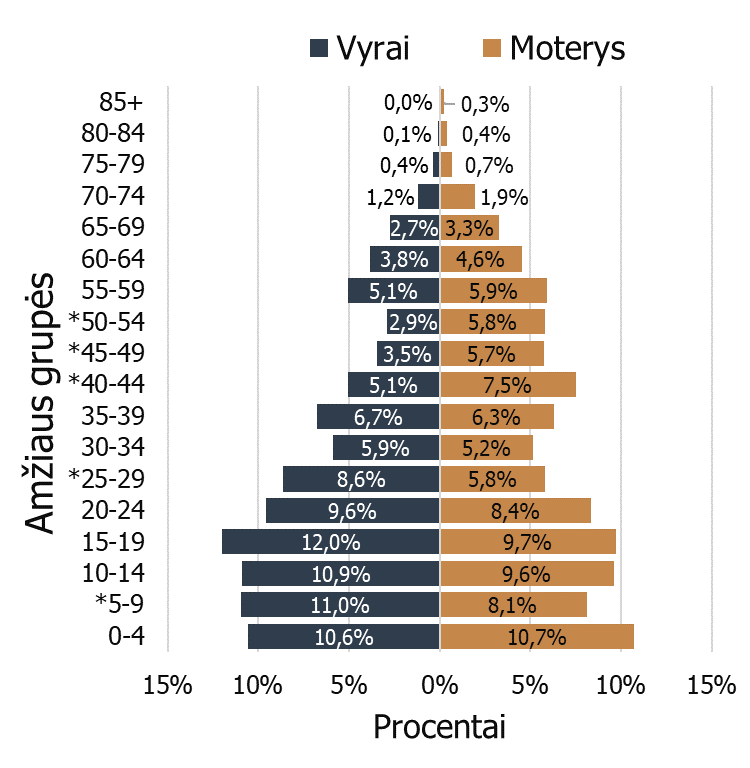 Vyrai Moterys
85+ 0,0% 0,3%
80-84 0,1% 0,4%
75-79 0,4% 0,7%
70-74 1,2% 1,9%
65-69 2,7% 3,3%
60-64 3,8% 4,6%
55-59 5,1% 5,9%
*50-54 2,9% 5,8%
*45-49 3,5% 5,7%
*40-44 5,1% 7,5%
35-39 6,7% 6,3%
30-34 5,9% 5,2%
*25-29 8,6% 5,8%
20-24 9,6% 8,4%
15-19 12,0% 9,7%
10-14 10,9% 9,6%
*5-9 11,0% 8,1%
0-4 10,6% 10,7%
15% 10% 5% 0% 5% 10% 15%
Procentai
Amžiaus grupės